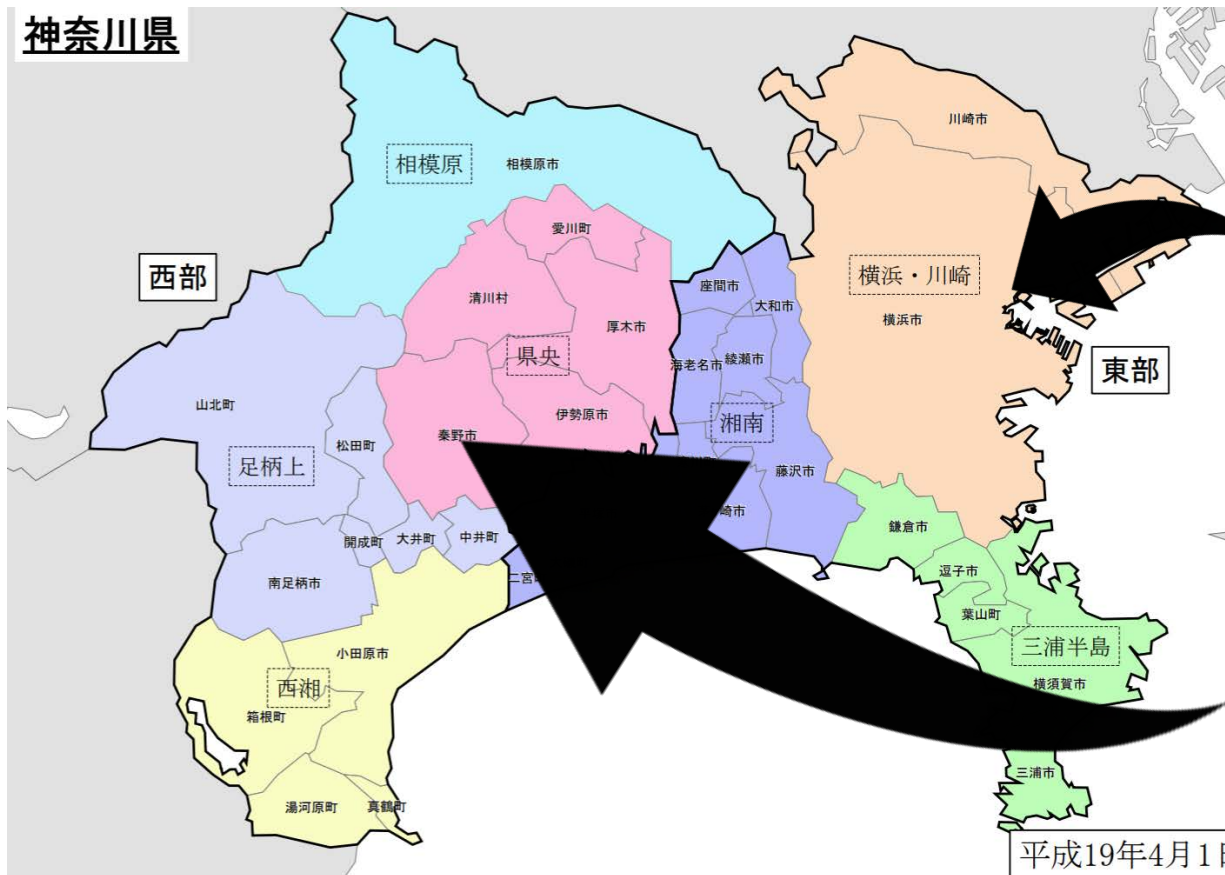 神奈川県
川崎市
相模原
相模原市
愛川町
西部
座間市
横浜・川崎
清川村
大和市
厚木市
横浜市
県央
海老名市
綾瀬市
東部
山北町
伊勢原市
湘南
秦野市
松田町
足柄上
藤沢市
崎市
鎌倉市
開成町
大井町
中井町
南足柄市
二宮
逗子市
葉山町
小田原市
三浦半島
西湘
横須賀市
箱根町
三浦市
湯河原町
真鶴町
平成19年4月1日